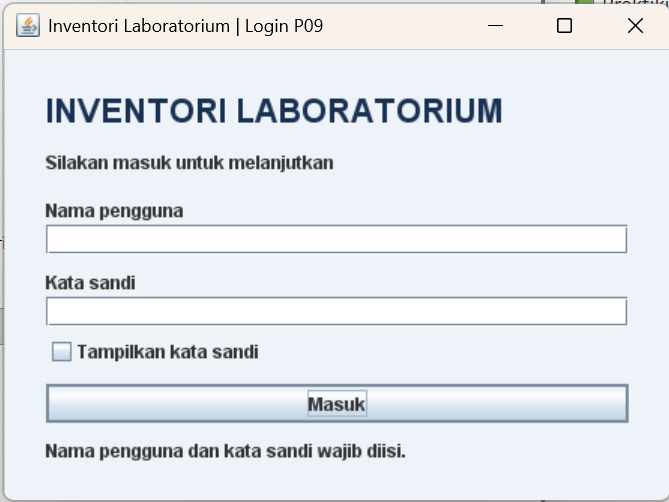 Inventori Laboratorium | Login P09
INVENTORI LABORATORIUM
Silakan masuk untuk melanjutkan
Nama pengguna
Kata sandi
Tampilkan kata sandi
Masuk
Nama pengguna dan kata sandi wajib diisi.